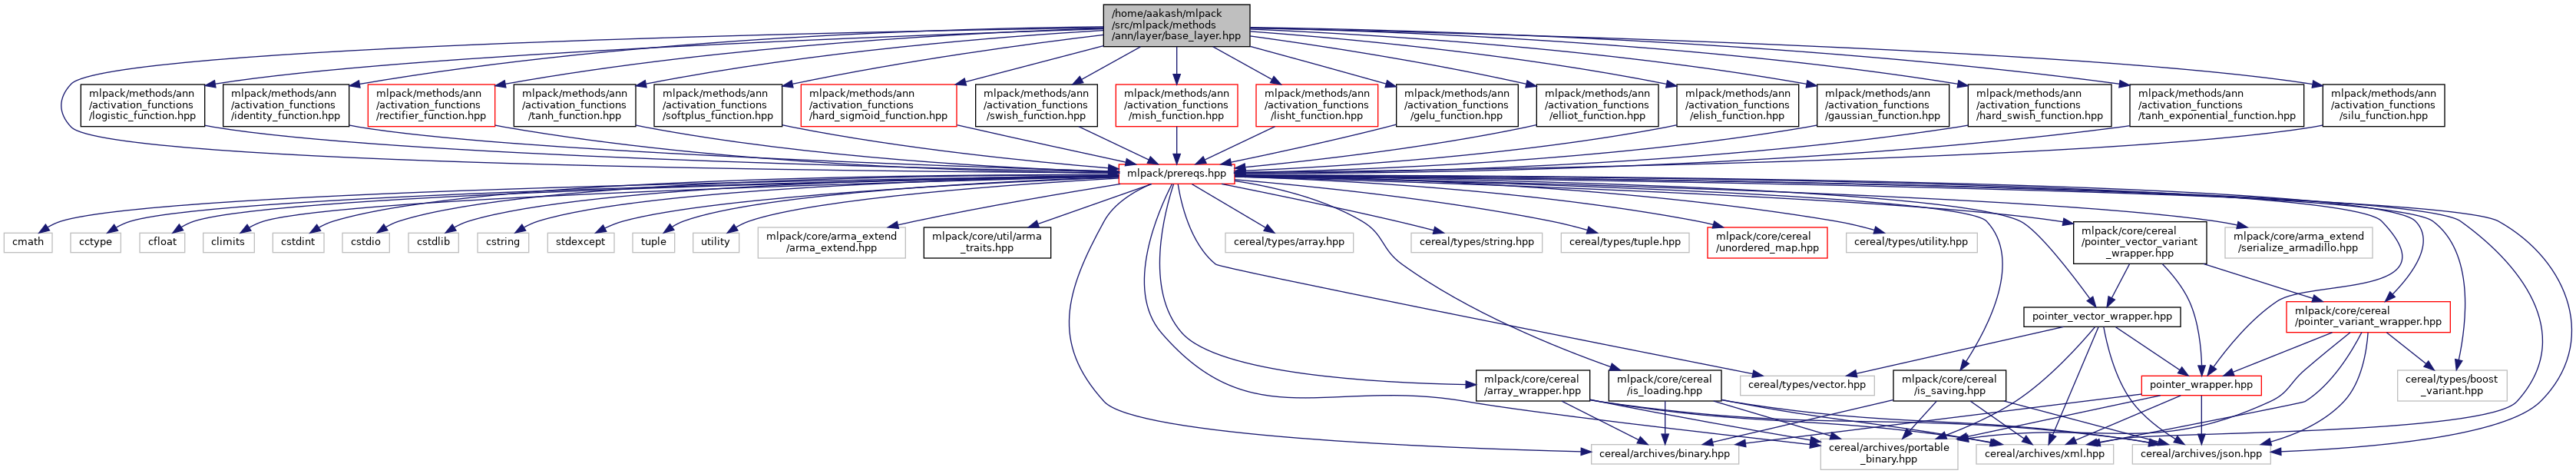 /home/aakash/mlpack
/src/mlpack/methods
/ann/layer/base_layer.hpp
mlpack/methods/ann
/activation_functions
/logistic_function.hpp
mlpack/methods/ann
/activation_functions
/identity_function.hpp
mlpack/methods/ann
/activation_functions
/rectifier_function.hpp
mlpack/methods/ann
/activation_functions
/tanh_function.hpp
mlpack/methods/ann
/activation_functions
/softplus_function.hpp
mlpack/methods/ann
/activation_functions
/hard_sigmoid_function.hpp
mlpack/methods/ann
/activation_functions
/swish_function.hpp
mlpack/methods/ann
/activation_functions
/mish_function.hpp
mlpack/methods/ann
/activation_functions
/lisht_function.hpp
mlpack/methods/ann
/activation_functions
/gelu_function.hpp
mlpack/methods/ann
/activation_functions
/elliot_function.hpp
mlpack/methods/ann
/activation_functions
/elish_function.hpp
mlpack/methods/ann
/activation_functions
/gaussian_function.hpp
mlpack/methods/ann
/activation_functions
/hard_swish_function.hpp
mlpack/methods/ann
/activation_functions
/tanh_exponential_function.hpp
mlpack/methods/ann
/activation_functions
/silu_function.hpp
mlpack/prereqs.hpp
cmath
cctype
cfloat
climits
cstdint
cstdio
cstdlib
cstring
stdexcept
tuple
utility
mlpack/core/arma_extend
/arma_extend.hpp
mlpack/core/util/arma
_traits.hpp
cereal/types/array.hpp
cereal/types/string.hpp
cereal/types/tuple.hpp
mlpack/core/cereal
/unordered_map.hpp
cereal/types/utility.hpp
mlpack/core/cereal
/pointer_vector_variant
_wrapper.hpp
mlpack/core/arma_extend
/serialize_armadillo.hpp
pointer_vector_wrapper.hpp
mlpack/core/cereal
/pointer_variant_wrapper.hpp
mlpack/core/cereal
/array_wrapper.hpp
mlpack/core/cereal
/is_loading.hpp
cereal/types/vector.hpp
mlpack/core/cereal
/is_saving.hpp
pointer_wrapper.hpp
cereal/types/boost
_variant.hpp
cereal/archives/binary.hpp
cereal/archives/portable
_binary.hpp
cereal/archives/xml.hpp
cereal/archives/json.hpp